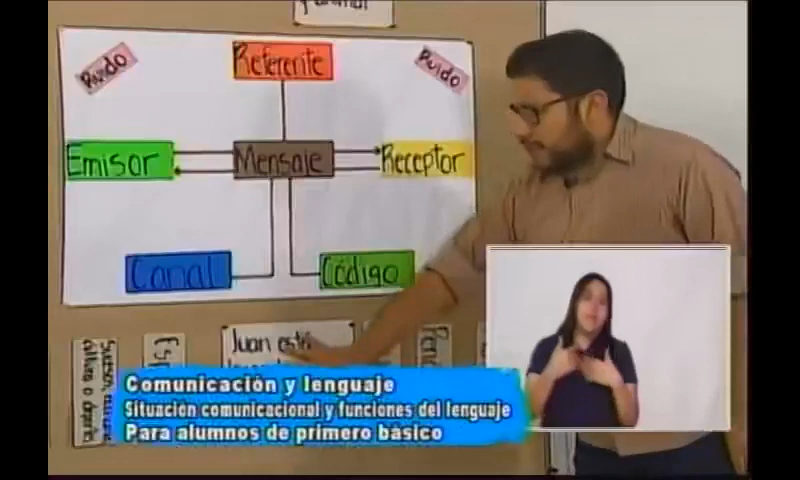 Ruido
Referente
Ruido
Emisor
Mensaje
Receptor
Canal
Código
Juan está
Comunicación y lenguaje
Situación comunicacional y funciones del lenguaje
Para alumnos de primero básico